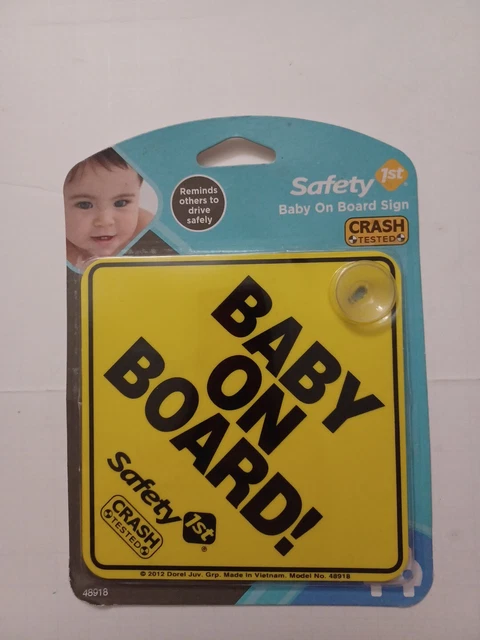 Reminds
others to
drive
safely
Safety 1st
Baby On Board Sign
CRASH
TESTED
BABY
ON
BOARD!
Safety 1st®
CRASH
TESTED
© 2012 Dorel Juv. Grp. Made in Vietnam. Model No. 48918
48918